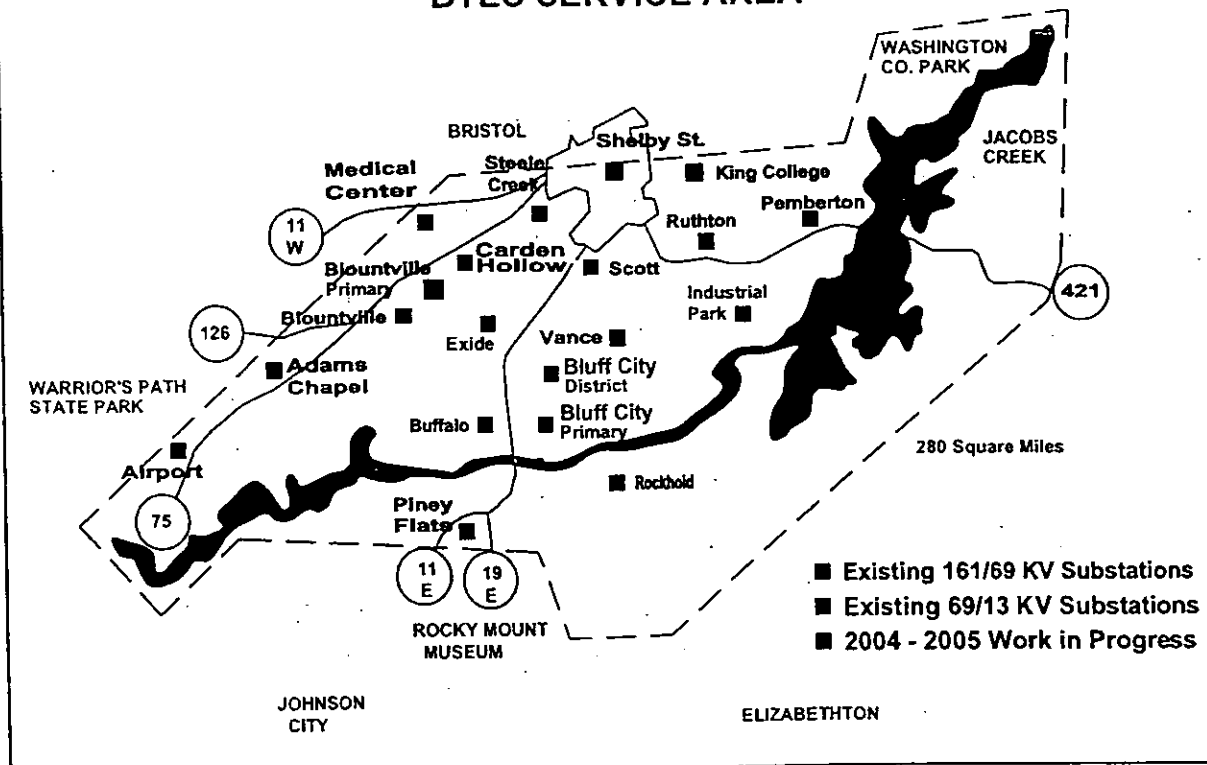 BTES SERVICE AREA
WASHINGTON
CO. PARK
BRISTOL
Shelby St.
JACOBS
CREEK
Medical
Center
Steele
Creek
King College
Pemberton
11
W
Ruthton
Carden
Hollow
Scott
Blountville
Primary
421
Industrial
Park
126
Blountville
Exide
Vance
Adams
Chapel
Bluff City
District
WARRIOR'S PATH
STATE PARK
Buffalo
Bluff City
Primary
280 Square Miles
Airport
Rockhold
75
Piney
Flats
11
E
19
E
■ Existing 161/69 KV Substations
■ Existing 69/13 KV Substations
■ 2004 - 2005 Work in Progress
ROCKY MOUNT
MUSEUM
JOHNSON
CITY
ELIZABETHTON